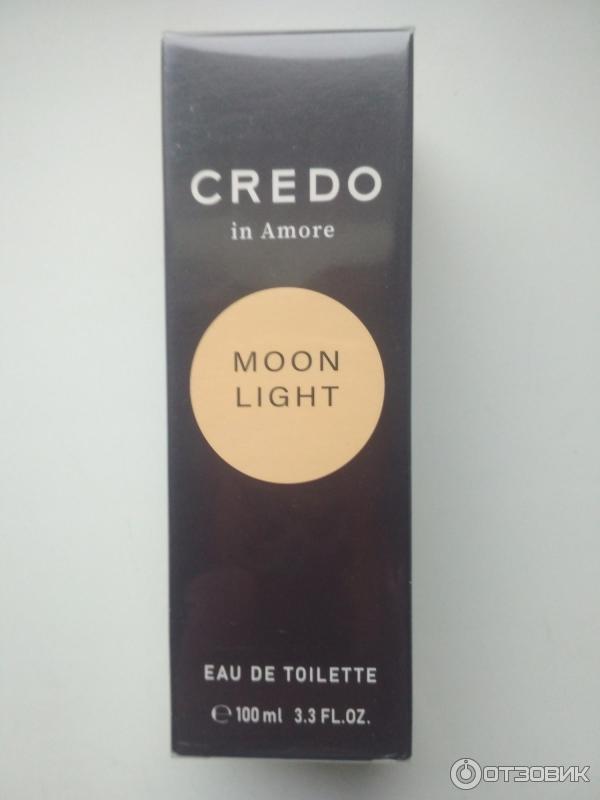 CREDO
in Amore
MOON
LIGHT
EAU DE TOILETTE
℮ 100 ml 3.3 FL.OZ.
ОТЗОВИК